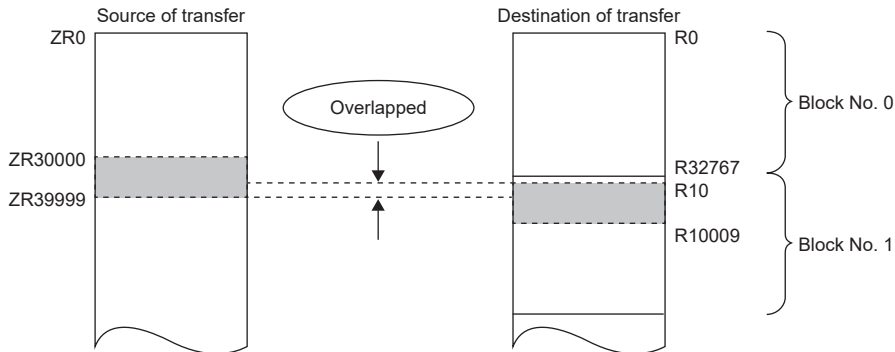 Source of transfer
Destination of transfer
ZR0
R0
Block No. 0
Overlapped
ZR30000
R32767
R10
ZR39999
R10009
Block No. 1